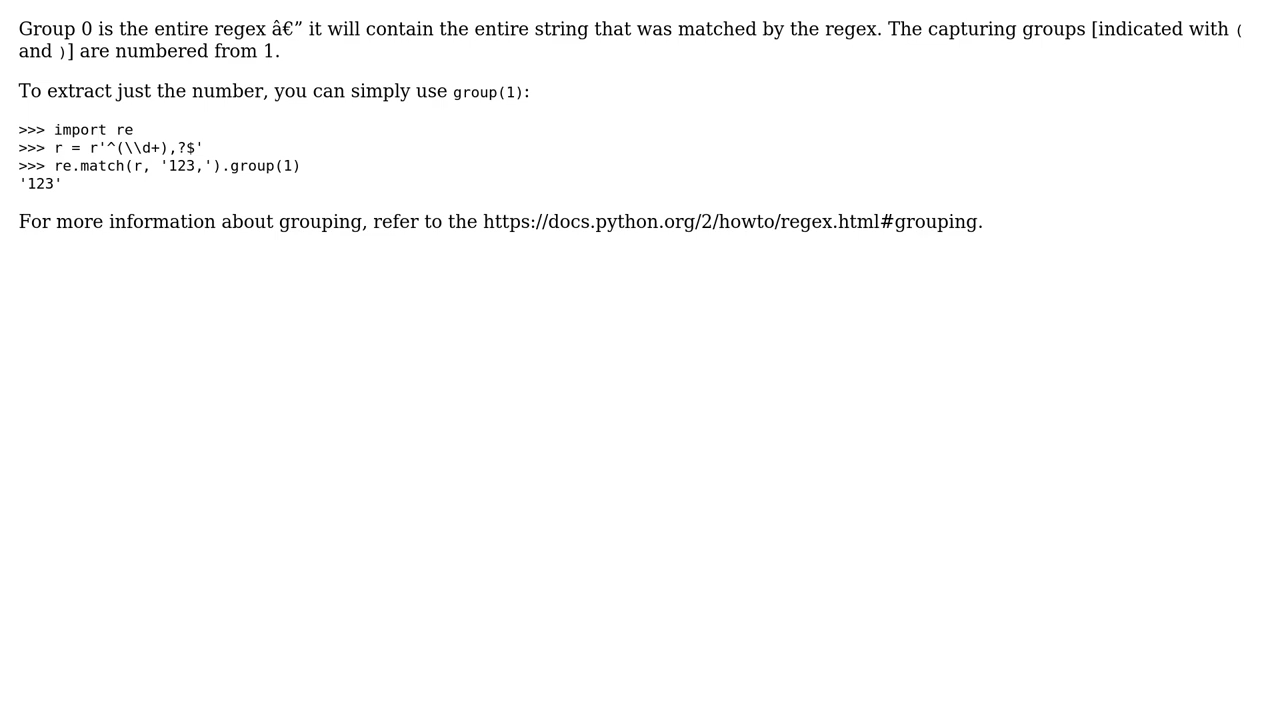 Group 0 is the entire regex â€” it will contain the entire string that was matched by the regex. The capturing groups [indicated with (
and )] are numbered from 1.
To extract just the number, you can simply use group(1):
>>> import re
>>> r = r'^(\\d+),?$'
>>> re.match(r, '123,').group(1)
'123'
For more information about grouping, refer to the https://docs.python.org/2/howto/regex.html#grouping.